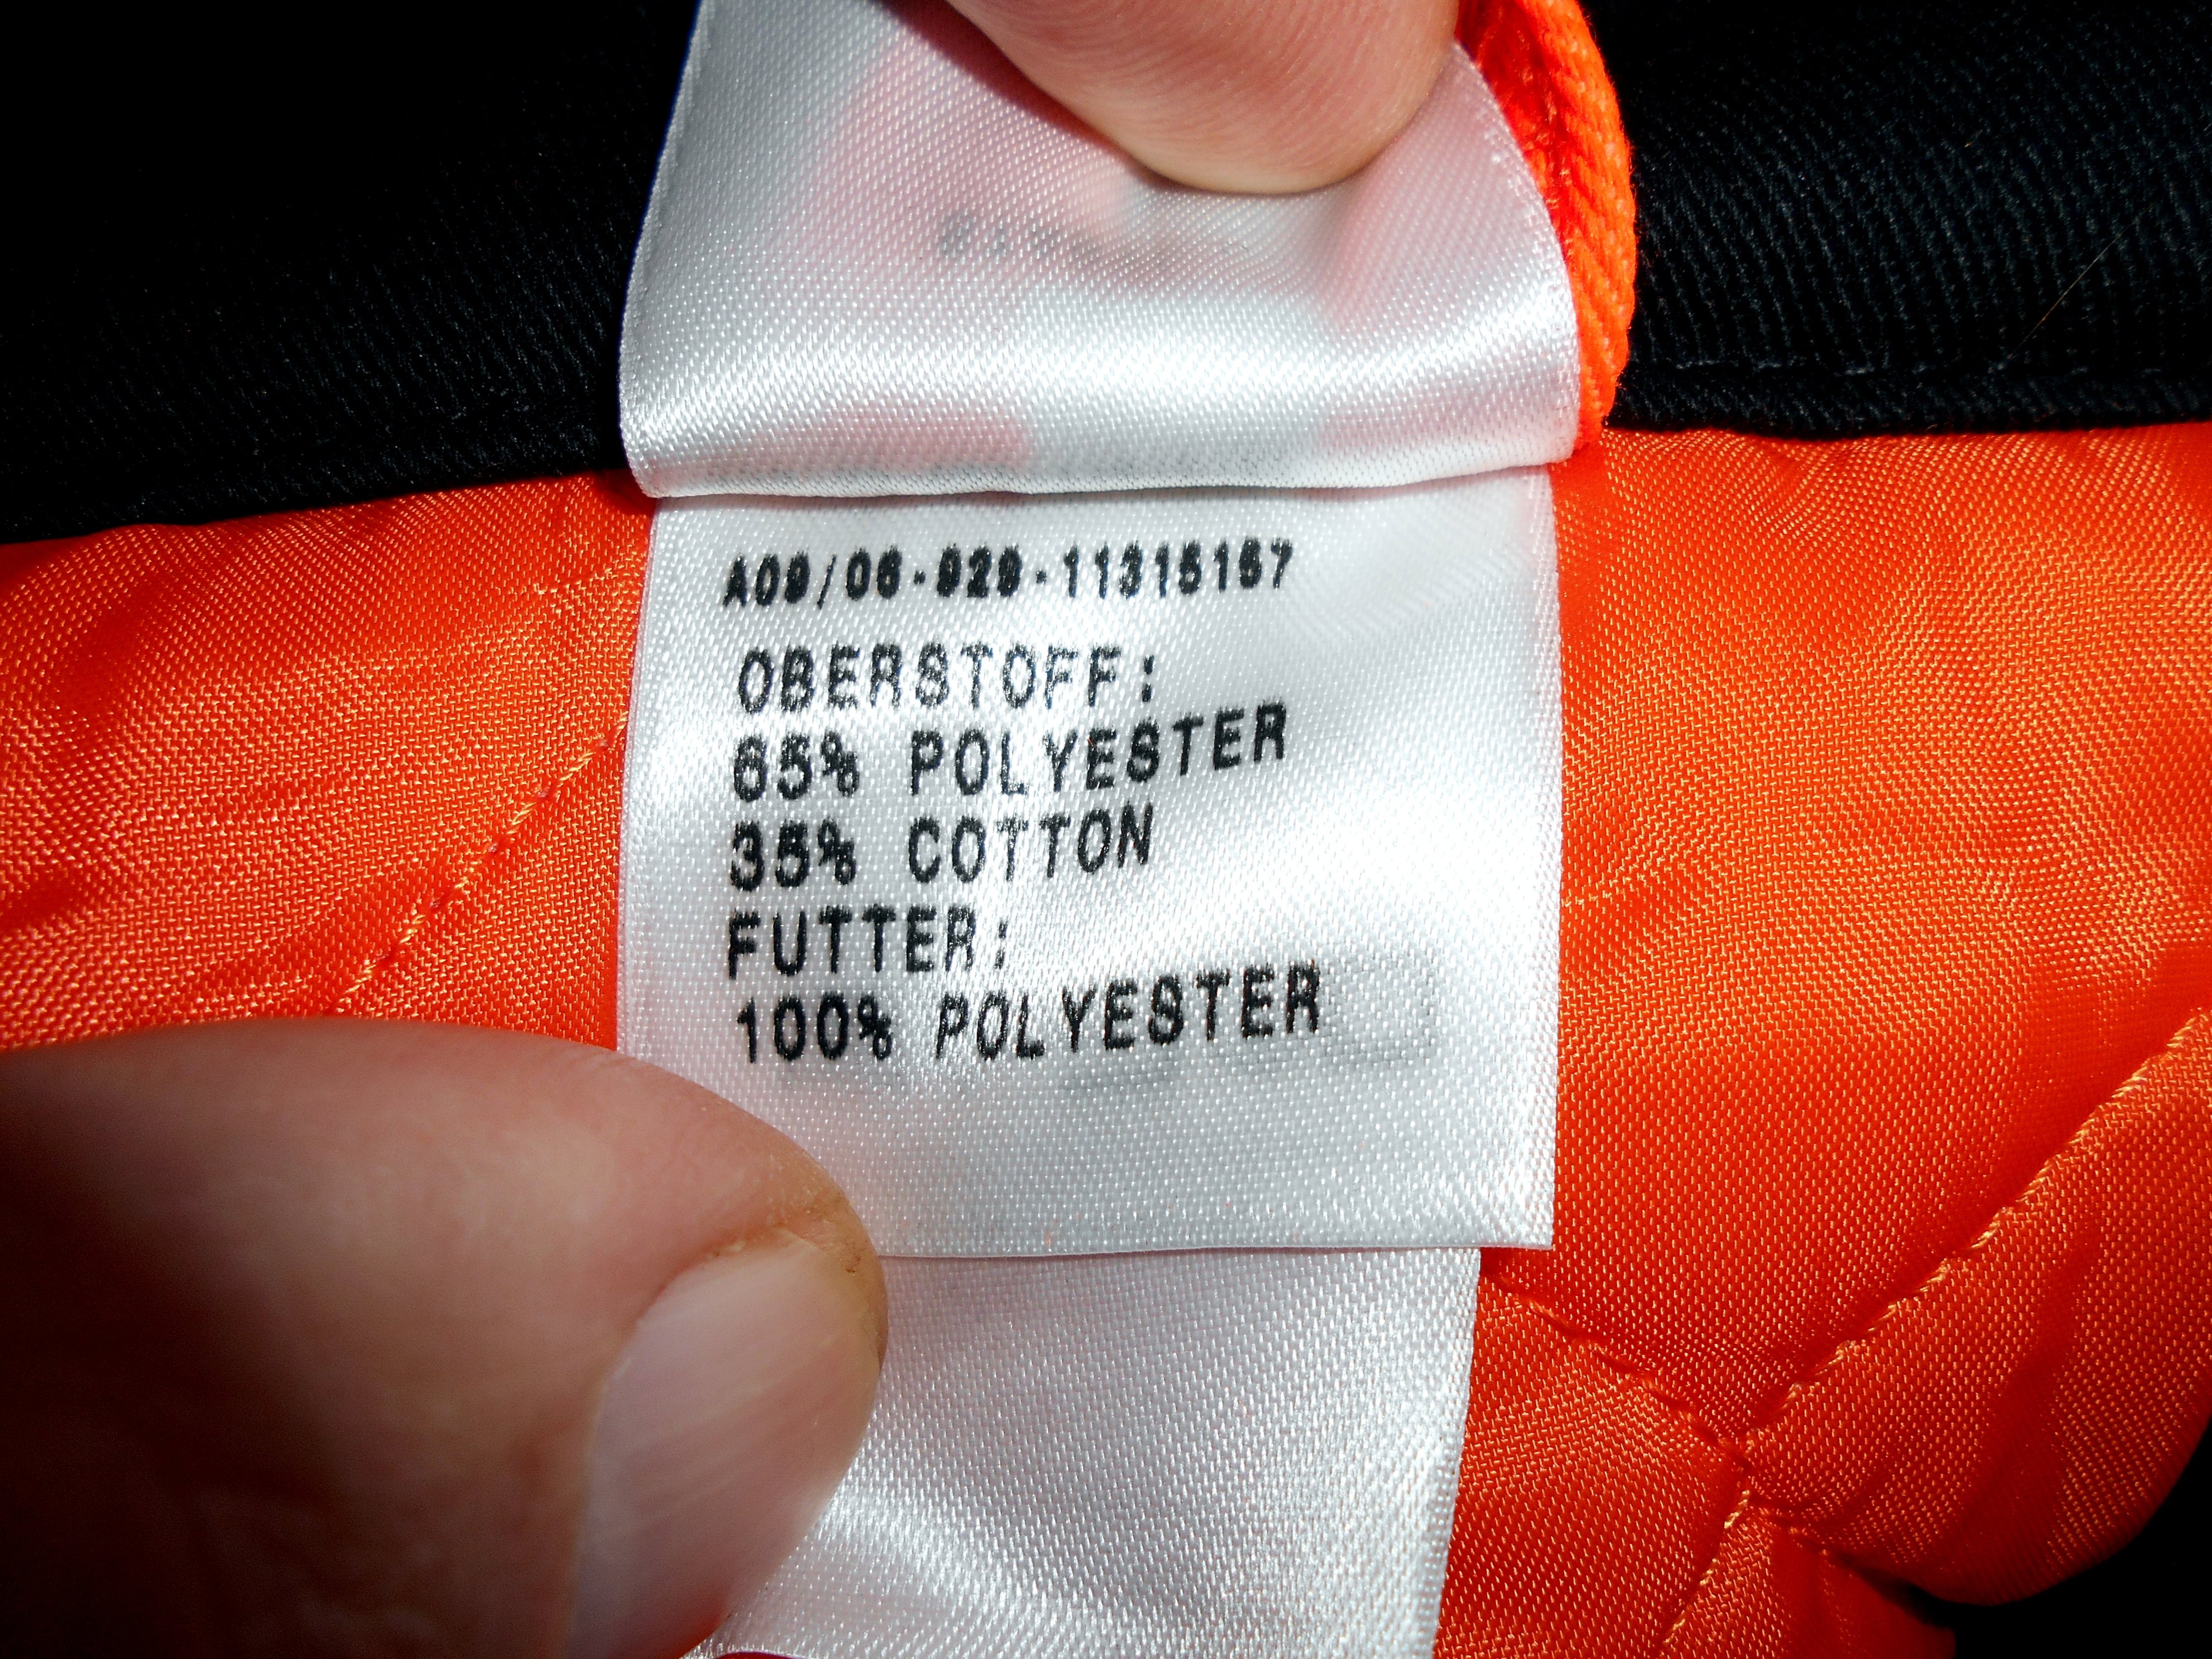 A09/06-929-11315157
OBERSTOFF:
65% POLYESTER
35% COTTON
FUTTER:
100% POLYESTER